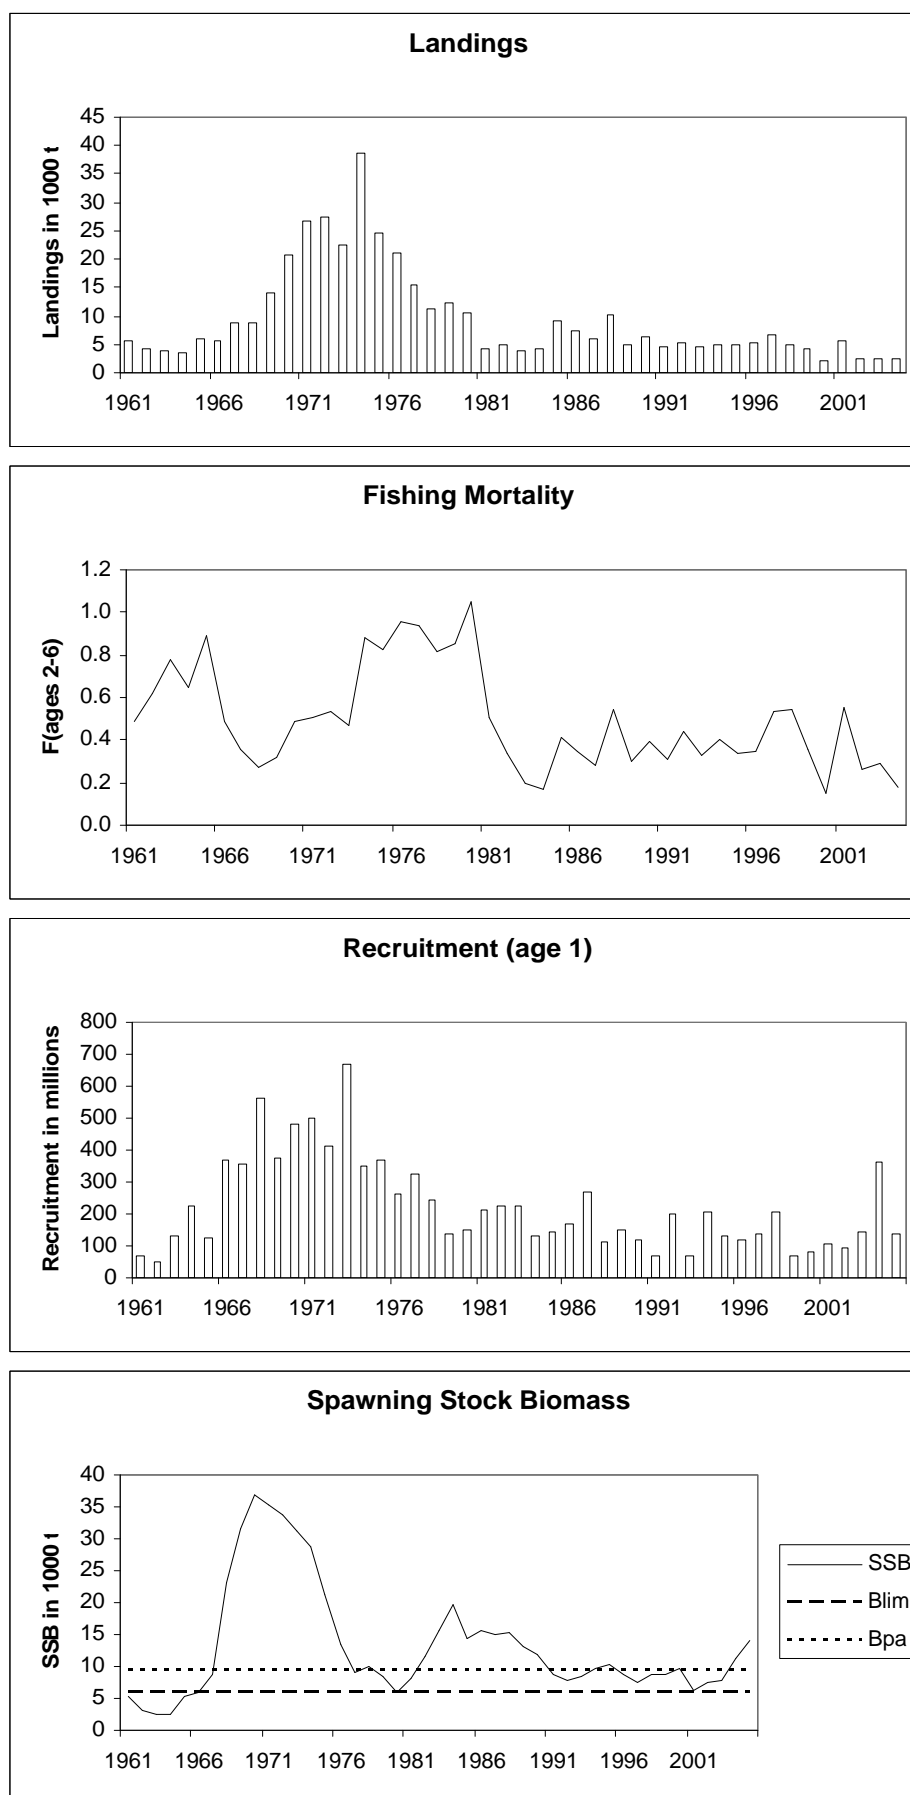 Landings
Landings in 1000 t
45
40
35
30
25
20
15
10
5
0
1961 1966 1971 1976 1981 1986 1991 1996 2001
Fishing Mortality
F(ages 2-6)
1.2
1.0
0.8
0.6
0.4
0.2
0.0
1961 1966 1971 1976 1981 1986 1991 1996 2001
Recruitment (age 1)
Recruitment in millions
800
700
600
500
400
300
200
100
0
1961 1966 1971 1976 1981 1986 1991 1996 2001
Spawning Stock Biomass
SSB in 1000 t
40
35
30
25
20
15
10
5
0
1961 1966 1971 1976 1981 1986 1991 1996 2001
SSB
Blim
Bpa